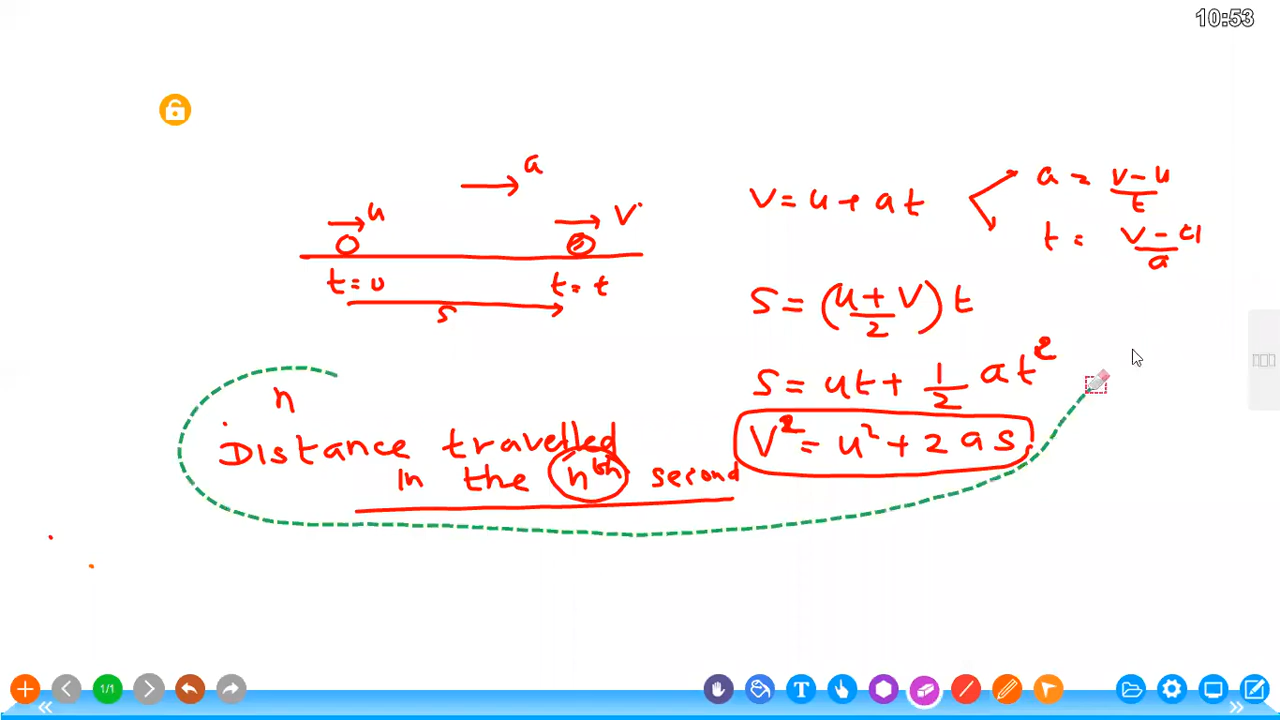 10:53
a
u
v
t = 0
t = t
s
n
Distance travelled
in the nth second
V = u + at
a = v - u / t
t = v - u / a
S = (u + v / 2) t
S = ut + 1/2 at²
V² = u² + 2as
1/1
T